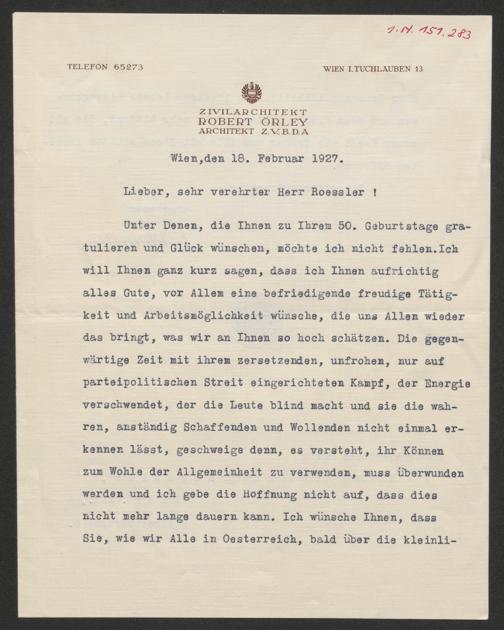 I.N. 151.283
TELEFON 65273
WIEN I.TUCHLAUBEN 13
ZIVILARCHITEKT
ROBERT ÖRLEY
ARCHITEKT Z.V.B.D.A
Wien,den 18. Februar 1927.
Lieber, sehr verehrter Herr Roessler !
Unter Denen, die Ihnen zu Ihrem 50. Geburtstage gra-
tulieren und Glück wünschen, möchte ich nicht fehlen.Ich
will Ihnen ganz kurz sagen, dass ich Ihnen aufrichtig
alles Gute, vor Allem eine befriedigende freudige Tätig-
keit und Arbeitsmöglichkeit wünsche, die uns Allen wieder
das bringt, was wir an Ihnen so hoch schätzen. Die gegen-
wärtige Zeit mit ihrem zersetzenden, unfrohen, nur auf
parteipolitischen Streit eingerichteten Kampf, der Energie
verschwendet, der die Leute blind macht und sie die wah-
ren, anständig Schaffenden und Wollenden nicht einmal er-
kennen lässt, geschweige denn, es versteht, ihr Können
zum Wohle der Allgemeinheit zu verwenden, muss überwunden
werden und ich gebe die Hoffnung nicht auf, dass dies
nicht mehr lange dauern kann. Ich wünsche Ihnen, dass
Sie, wie wir Alle in Oesterreich, bald über die kleinli-